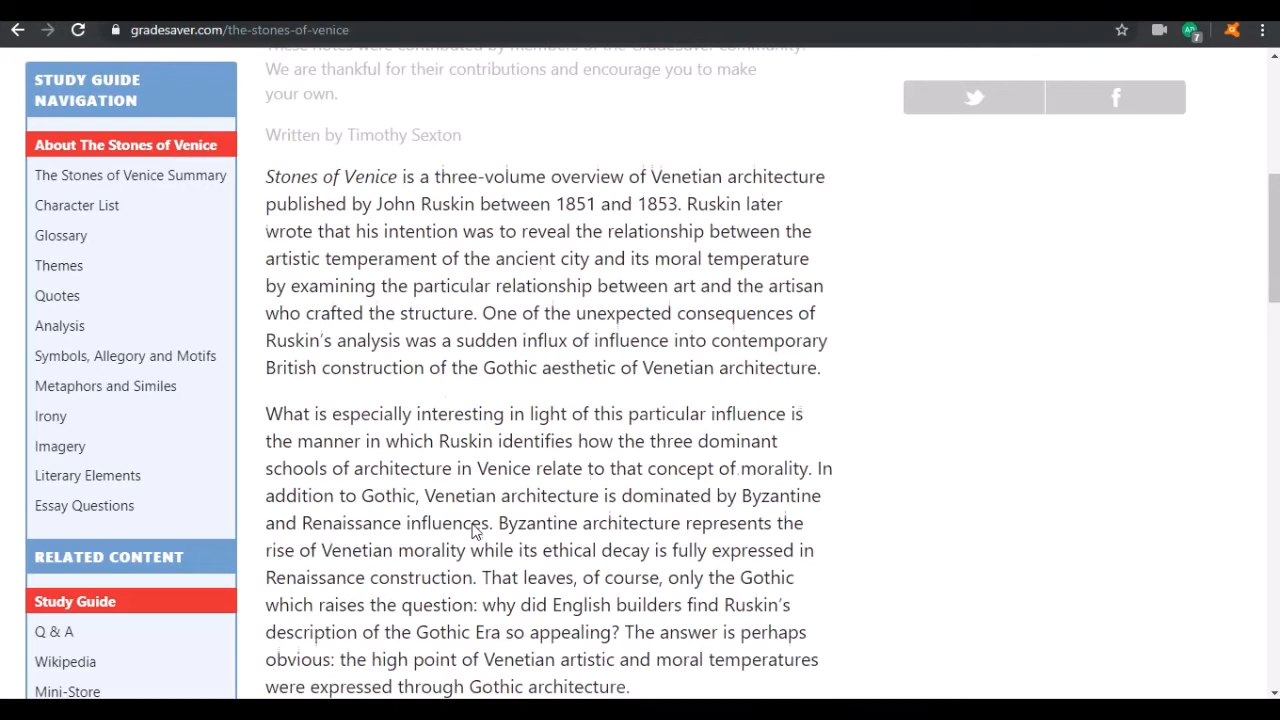 gradesaver.com/the-stones-of-venice
STUDY GUIDE
NAVIGATION
About The Stones of Venice
The Stones of Venice Summary
Character List
Glossary
Themes
Quotes
Analysis
Symbols, Allegory and Motifs
Metaphors and Similes
Irony
Imagery
Literary Elements
Essay Questions
RELATED CONTENT
Study Guide
Q & A
Wikipedia
Mini-Store
These notes were contributed by members of the GradeSaver community.
We are thankful for their contributions and encourage you to make
your own.
Written by Timothy Sexton
Stones of Venice is a three-volume overview of Venetian architecture
published by John Ruskin between 1851 and 1853. Ruskin later
wrote that his intention was to reveal the relationship between the
artistic temperament of the ancient city and its moral temperature
by examining the particular relationship between art and the artisan
who crafted the structure. One of the unexpected consequences of
Ruskin’s analysis was a sudden influx of influence into contemporary
British construction of the Gothic aesthetic of Venetian architecture.
What is especially interesting in light of this particular influence is
the manner in which Ruskin identifies how the three dominant
schools of architecture in Venice relate to that concept of morality. In
addition to Gothic, Venetian architecture is dominated by Byzantine
and Renaissance influences. Byzantine architecture represents the
rise of Venetian morality while its ethical decay is fully expressed in
Renaissance construction. That leaves, of course, only the Gothic
which raises the question: why did English builders find Ruskin’s
description of the Gothic Era so appealing? The answer is perhaps
obvious: the high point of Venetian artistic and moral temperatures
were expressed through Gothic architecture.